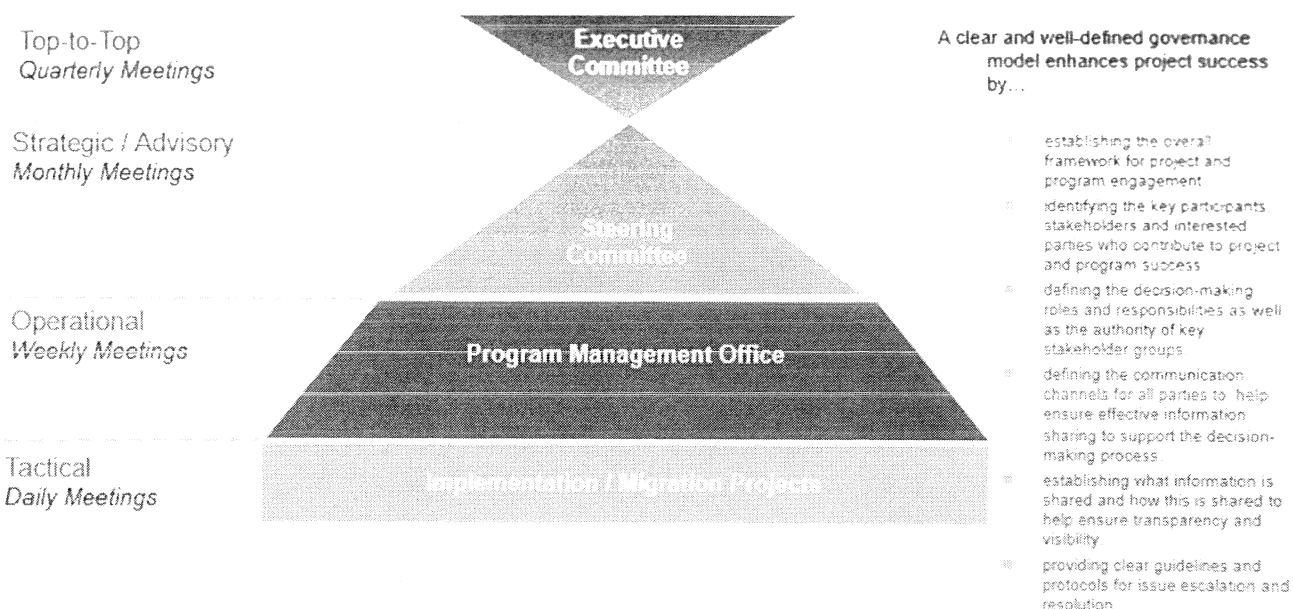 Top-to-Top
Quarterly Meetings
Strategic / Advisory
Monthly Meetings
Operational
Weekly Meetings
Tactical
Daily Meetings
Executive
Committee
Steering
Committee
Program Management Office
Implementation / Migration Projects
A clear and well-defined governance
model enhances project success
by…
establishing the overall
framework for project and
program engagement
identifying the key participants,
stakeholders and interested
parties who contribute to project
and program success
defining the decision-making
roles and responsibilities as well
as the authority of key
stakeholder groups
defining the communication
channels for all parties to help
ensure effective information
sharing to support the decision-
making process
establishing what information is
shared and how this is shared to
help ensure transparency and
visibility
providing clear guidelines and
protocols for issue escalation and
resolution